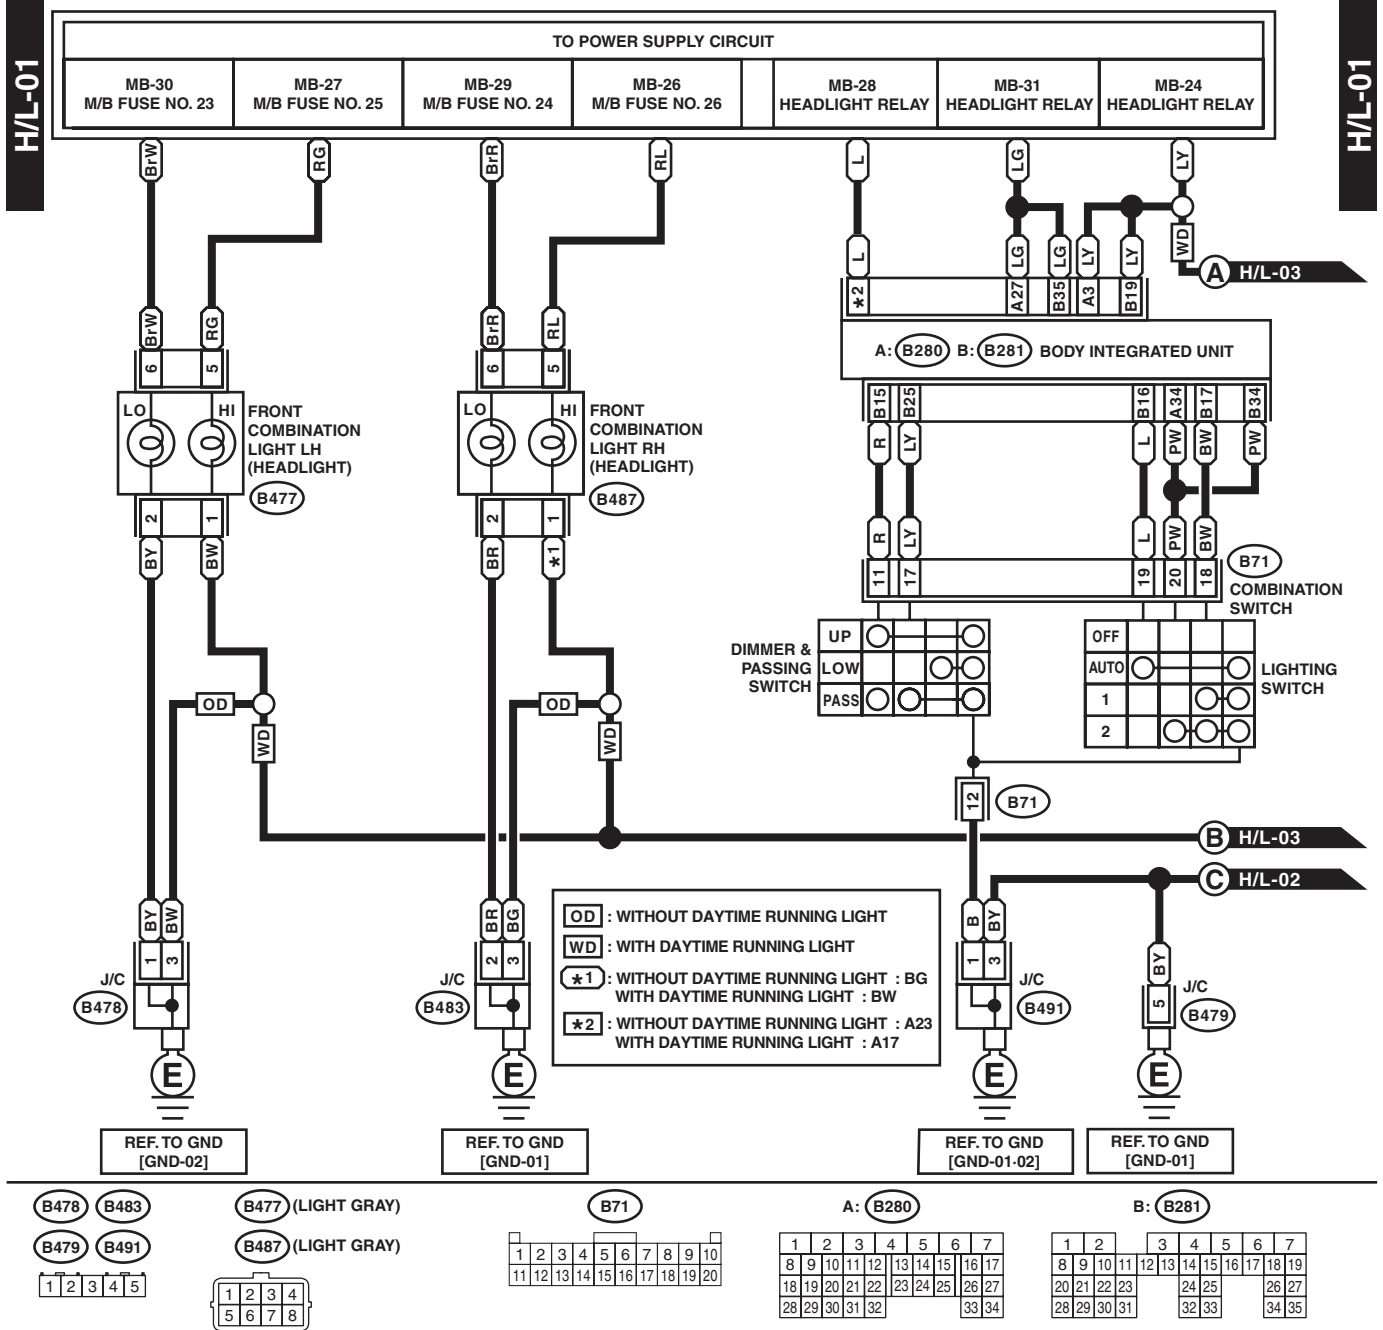 H/L-01
H/L-01
TO POWER SUPPLY CIRCUIT
MB-30
M/B FUSE NO. 23
MB-27
M/B FUSE NO. 25
MB-29
M/B FUSE NO. 24
MB-26
M/B FUSE NO. 26
MB-28
HEADLIGHT RELAY
MB-31
HEADLIGHT RELAY
MB-24
HEADLIGHT RELAY
BrW
RG
BrR
RL
L
LG
LY
L
LG
LG
LY
LY
WD
A H/L-03
*2
A27
B35
A3
B19
BrW
RG
BrR
RL
6
5
6
5
A: B280 B: B281 BODY INTEGRATED UNIT
B15
B25
B16
A34
B17
B34
LO
HI
FRONT
COMBINATION
LIGHT LH
(HEADLIGHT)
B477
LO
HI
FRONT
COMBINATION
LIGHT RH
(HEADLIGHT)
B487
R
LY
L
PW
BW
PW
2
1
2
1
BY
BW
BR
*1
R
LY
L
PW
BW
11
17
19
20
18
B71
COMBINATION
SWITCH
DIMMER &
PASSING
SWITCH
UP
LOW
PASS
OFF
AUTO
1
2
LIGHTING
SWITCH
OD
WD
OD
WD
12
B71
B H/L-03
C H/L-02
BY
BW
BR
BG
B
BY
BY
1
3
2
3
1
3
5
J/C
B478
J/C
B483
J/C
B491
J/C
B479
OD : WITHOUT DAYTIME RUNNING LIGHT
WD : WITH DAYTIME RUNNING LIGHT
*1 : WITHOUT DAYTIME RUNNING LIGHT : BG
WITH DAYTIME RUNNING LIGHT : BW
*2 : WITHOUT DAYTIME RUNNING LIGHT : A23
WITH DAYTIME RUNNING LIGHT : A17
E
E
E
E
REF. TO GND
[GND-02]
REF. TO GND
[GND-01]
REF. TO GND
[GND-01·02]
REF. TO GND
[GND-01]
B478 B483
B479 B491
1 2 3 4 5
B477 (LIGHT GRAY)
B487 (LIGHT GRAY)
1 2 3 4
5 6 7 8
B71
1 2 3 4 5 6 7 8 9 10
11 12 13 14 15 16 17 18 19 20
A: B280
1 2 3 4 5 6 7
8 9 10 11 12 13 14 15 16 17
18 19 20 21 22 23 24 25 26 27
28 29 30 31 32 33 34
B: B281
1 2 3 4 5 6 7
8 9 10 11 12 13 14 15 16 17 18 19
20 21 22 23 24 25 26 27
28 29 30 31 32 33 34 35